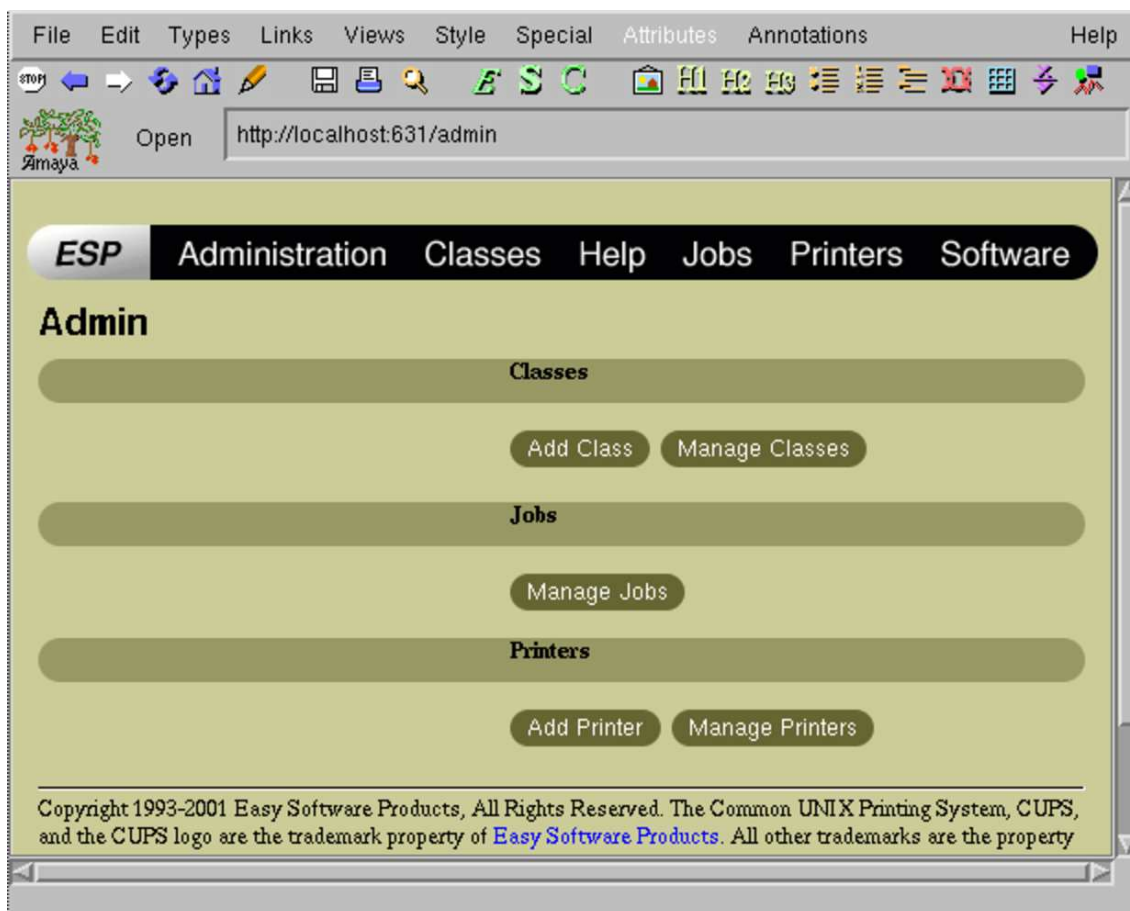 File Edit Types Links Views Style Special Attributes Annotations Help
STOP E S C H1 H2 H3
Amaya Open http://localhost:631/admin
ESP Administration Classes Help Jobs Printers Software
Admin
Classes
Add Class Manage Classes
Jobs
Manage Jobs
Printers
Add Printer Manage Printers
Copyright 1993-2001 Easy Software Products, All Rights Reserved. The Common UNIX Printing System, CUPS,
and the CUPS logo are the trademark property of Easy Software Products. All other trademarks are the property